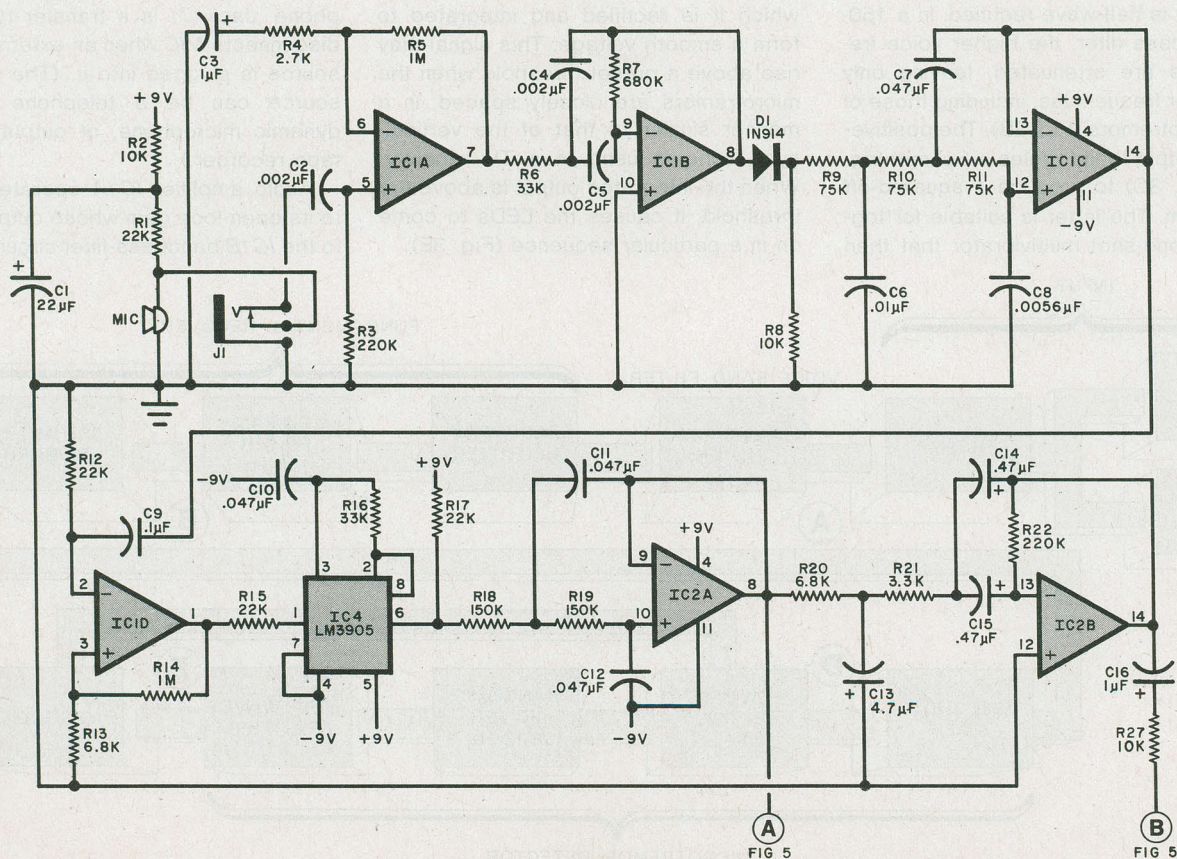 C3
1µF
R4
2.7K
R5
1M
C4
.002µF
R7
680K
C7
.047µF
+9V
R2
10K
R1
22K
C2
.002µF
6
5
IC1A
7
R6
33K
C5
.002µF
9
10
IC1B
8
D1
1N914
R9
75K
R10
75K
R11
75K
+9V
13
12
4
IC1C
14
11
-9V
+
C1
22µF
MIC
J1
R3
220K
R8
10K
C6
.01µF
C8
.0056µF
R12
22K
C9
.1µF
-9V
C10
.047µF
R16
33K
+9V
R17
22K
C11
.047µF
C14
.47µF
R22
220K
2
3
IC1D
1
R15
22K
3
2
8
6
7
4
5
IC4
LM3905
R18
150K
R19
150K
+9V
9
10
4
IC2A
8
11
R20
6.8K
R21
3.3K
C15
.47µF
13
12
IC2B
14
R14
1M
R13
6.8K
-9V
+9V
C12
.047µF
-9V
C13
4.7µF
C16
1µF
R27
10K
A
FIG 5
B
FIG 5